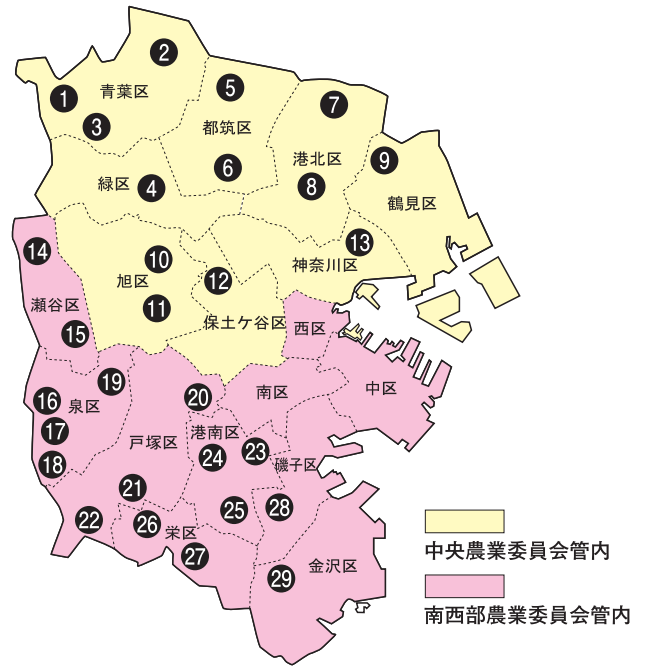 2
1
青葉区
3
5
都筑区
6
7
港北区
8
9
鶴見区
緑区
4
10
旭区
11
12
保土ケ谷区
13
神奈川区
14
瀬谷区
15
西区
中区
南区
19
16
泉区
17
18
20
戸塚区
21
22
港南区
24
23
25
磯子区
28
26
栄区
27
29
金沢区
中央農業委員会管内
南西部農業委員会管内